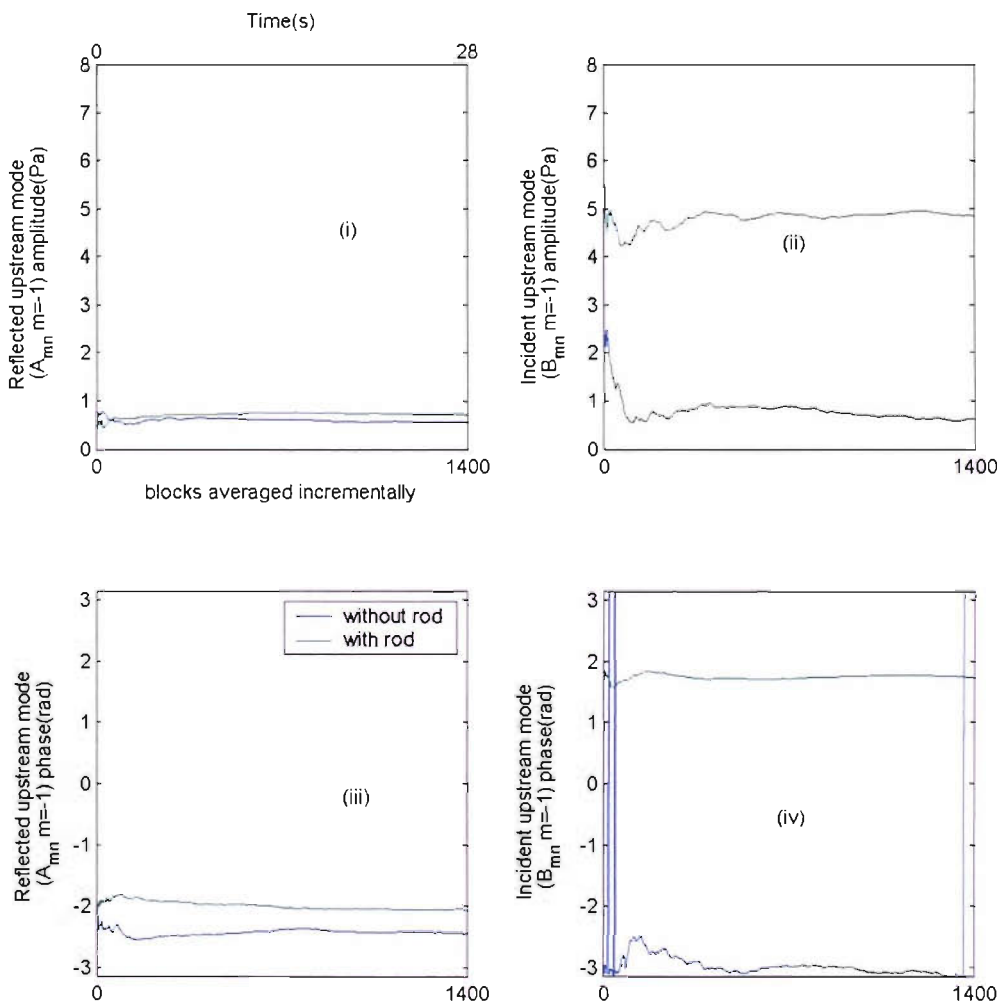 Time(s)
0 28
8
7
6
5
4
3
2
1
0
Reflected upstream mode
(A_mn m=-1) amplitude(Pa)
(i)
0 1400
blocks averaged incrementally
8
7
6
5
4
3
2
1
0
Incident upstream mode
(B_mn m=-1) amplitude(Pa)
(ii)
0 1400
3
2
1
0
-1
-2
-3
Reflected upstream mode
(A_mn m=-1) phase(rad)
without rod
with rod
(iii)
0 1400
3
2
1
0
-1
-2
-3
Incident upstream mode
(B_mn m=-1) phase(rad)
(iv)
0 1400